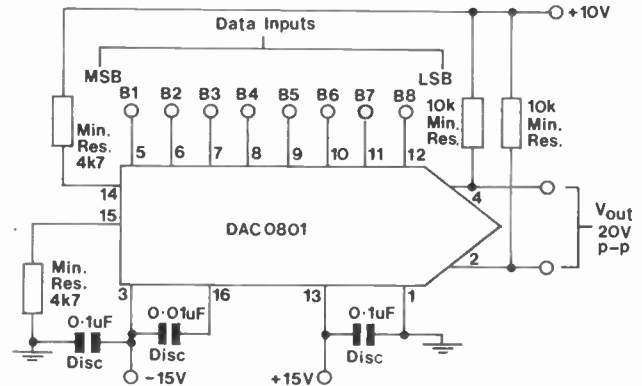 +10V
Data Inputs
MSB
LSB
B1 B2 B3 B4 B5 B6 B7 B8
Min.
Res.
4k7
10k
Min.
Res.
10k
Min.
Res.
5 6 7 8 9 10 11 12
14
15
4
DAC0801
Vout
20V
p-p
2
Min.
Res.
4k7
3
16
13
1
0·1uF
Disc
0·01uF
Disc
0·1uF
Disc
-15V
+15V